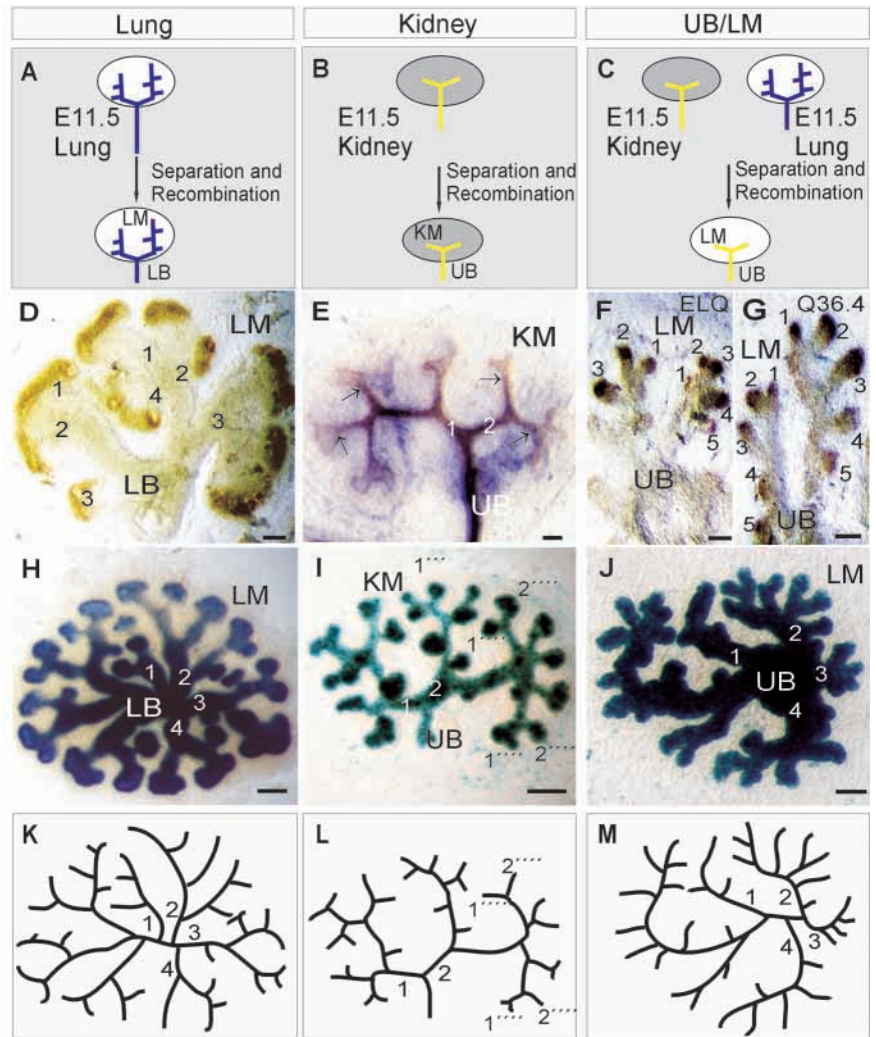 Lung
Kidney
UB/LM
A
E11.5
Lung
Separation and
Recombination
LM
LB
B
E11.5
Kidney
Separation and
Recombination
KM
UB
C
E11.5
Kidney
E11.5
Lung
Separation and
Recombination
LM
UB
D
LM
1
1
2
2
4
3
3
LB
E
KM
1
2
UB
F
ELQ
LM
2
1
3
2
3
1
4
5
UB
G
Q36.4
1
2
LM
2
1
3
3
4
4
5
5
UB
H
LM
1
2
LB
3
4
I
1''''
KM
2''''
1''''
2
1
UB
1''''
2''''
J
LM
2
1
UB
3
4
K
1
2
3
4
L
2''''
1''''
2
1
1''''
2''''
M
1
2
4
3